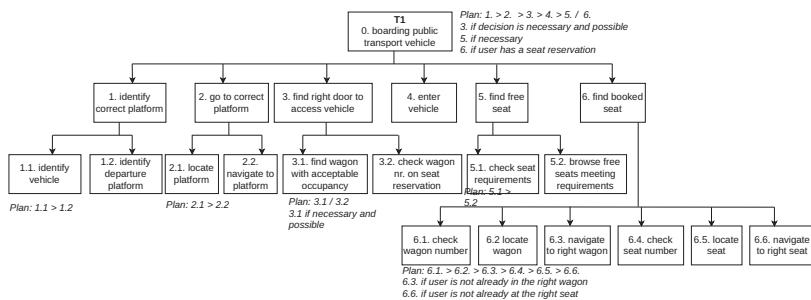 T1
0. boarding public
transport vehicle
Plan: 1. > 2. > 3. > 4. > 5. / 6.
3. if decision is necessary and possible
5. if necessary
6. if user has a seat reservation
1. identify
correct platform
2. go to correct
platform
3. find right door to
access vehicle
4. enter
vehicle
5. find free
seat
6. find booked
seat
1.1. identify
vehicle
1.2. identify
departure
platform
2.1. locate
platform
2.2.
navigate to
platform
3.1. find wagon
with acceptable
occupancy
3.2. check wagon
nr. on seat
reservation
5.1. check seat
requirements
5.2. browse free
seats meeting
requirements
Plan: 1.1 > 1.2
Plan: 2.1 > 2.2
Plan: 3.1 / 3.2
3.1 if necessary and
possible
Plan: 5.1 >
5.2
6.1. check
wagon number
6.2 locate
wagon
6.3. navigate
to right wagon
6.4. check
seat number
6.5. locate
seat
6.6. navigate
to right seat
Plan: 6.1. > 6.2. > 6.3. > 6.4. > 6.5. > 6.6.
6.3. if user is not already in the right wagon
6.6. if user is not already at the right seat